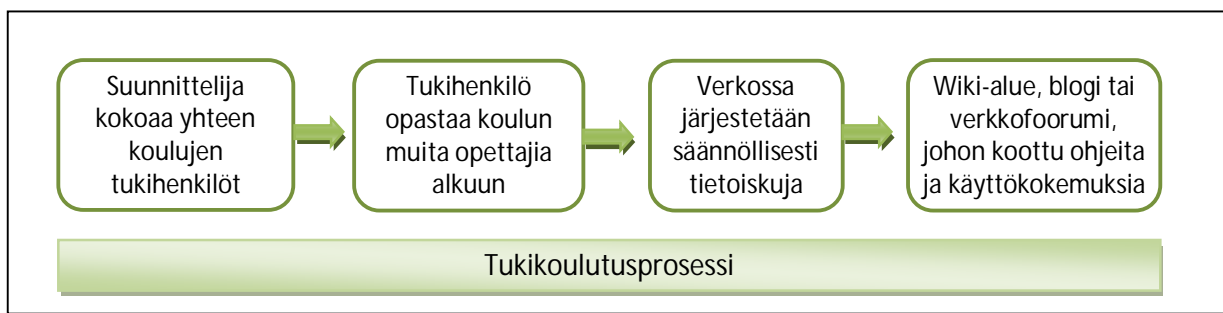 Suunnittelija
kokoaa yhteen
koulujen
tukihenkilöt
Tukihenkilö
opastaa koulun
muita opettajia
alkuun
Verkossa
järjestetään
säännöllisesti
tietoiskuja
Wiki-alue, blogi tai
verkkofoorumi,
johon koottu ohjeita
ja käyttökokemuksia
Tukikoulutusprosessi